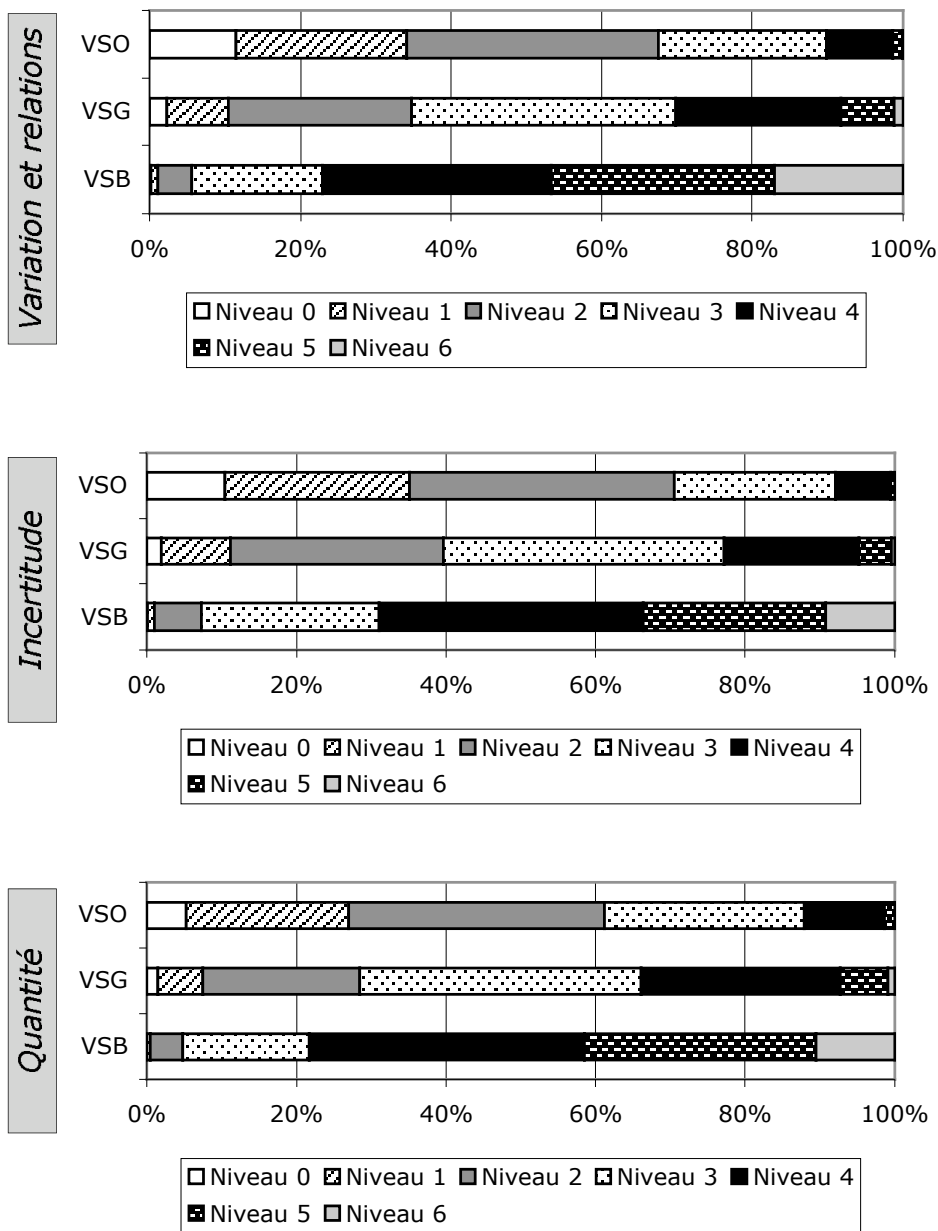 Variation et relations
VSO
VSG
VSB
0% 20% 40% 60% 80% 100%
Niveau 0 Niveau 1 Niveau 2 Niveau 3 Niveau 4
Niveau 5 Niveau 6
Incertitude
VSO
VSG
VSB
0% 20% 40% 60% 80% 100%
Niveau 0 Niveau 1 Niveau 2 Niveau 3 Niveau 4
Niveau 5 Niveau 6
Quantité
VSO
VSG
VSB
0% 20% 40% 60% 80% 100%
Niveau 0 Niveau 1 Niveau 2 Niveau 3 Niveau 4
Niveau 5 Niveau 6